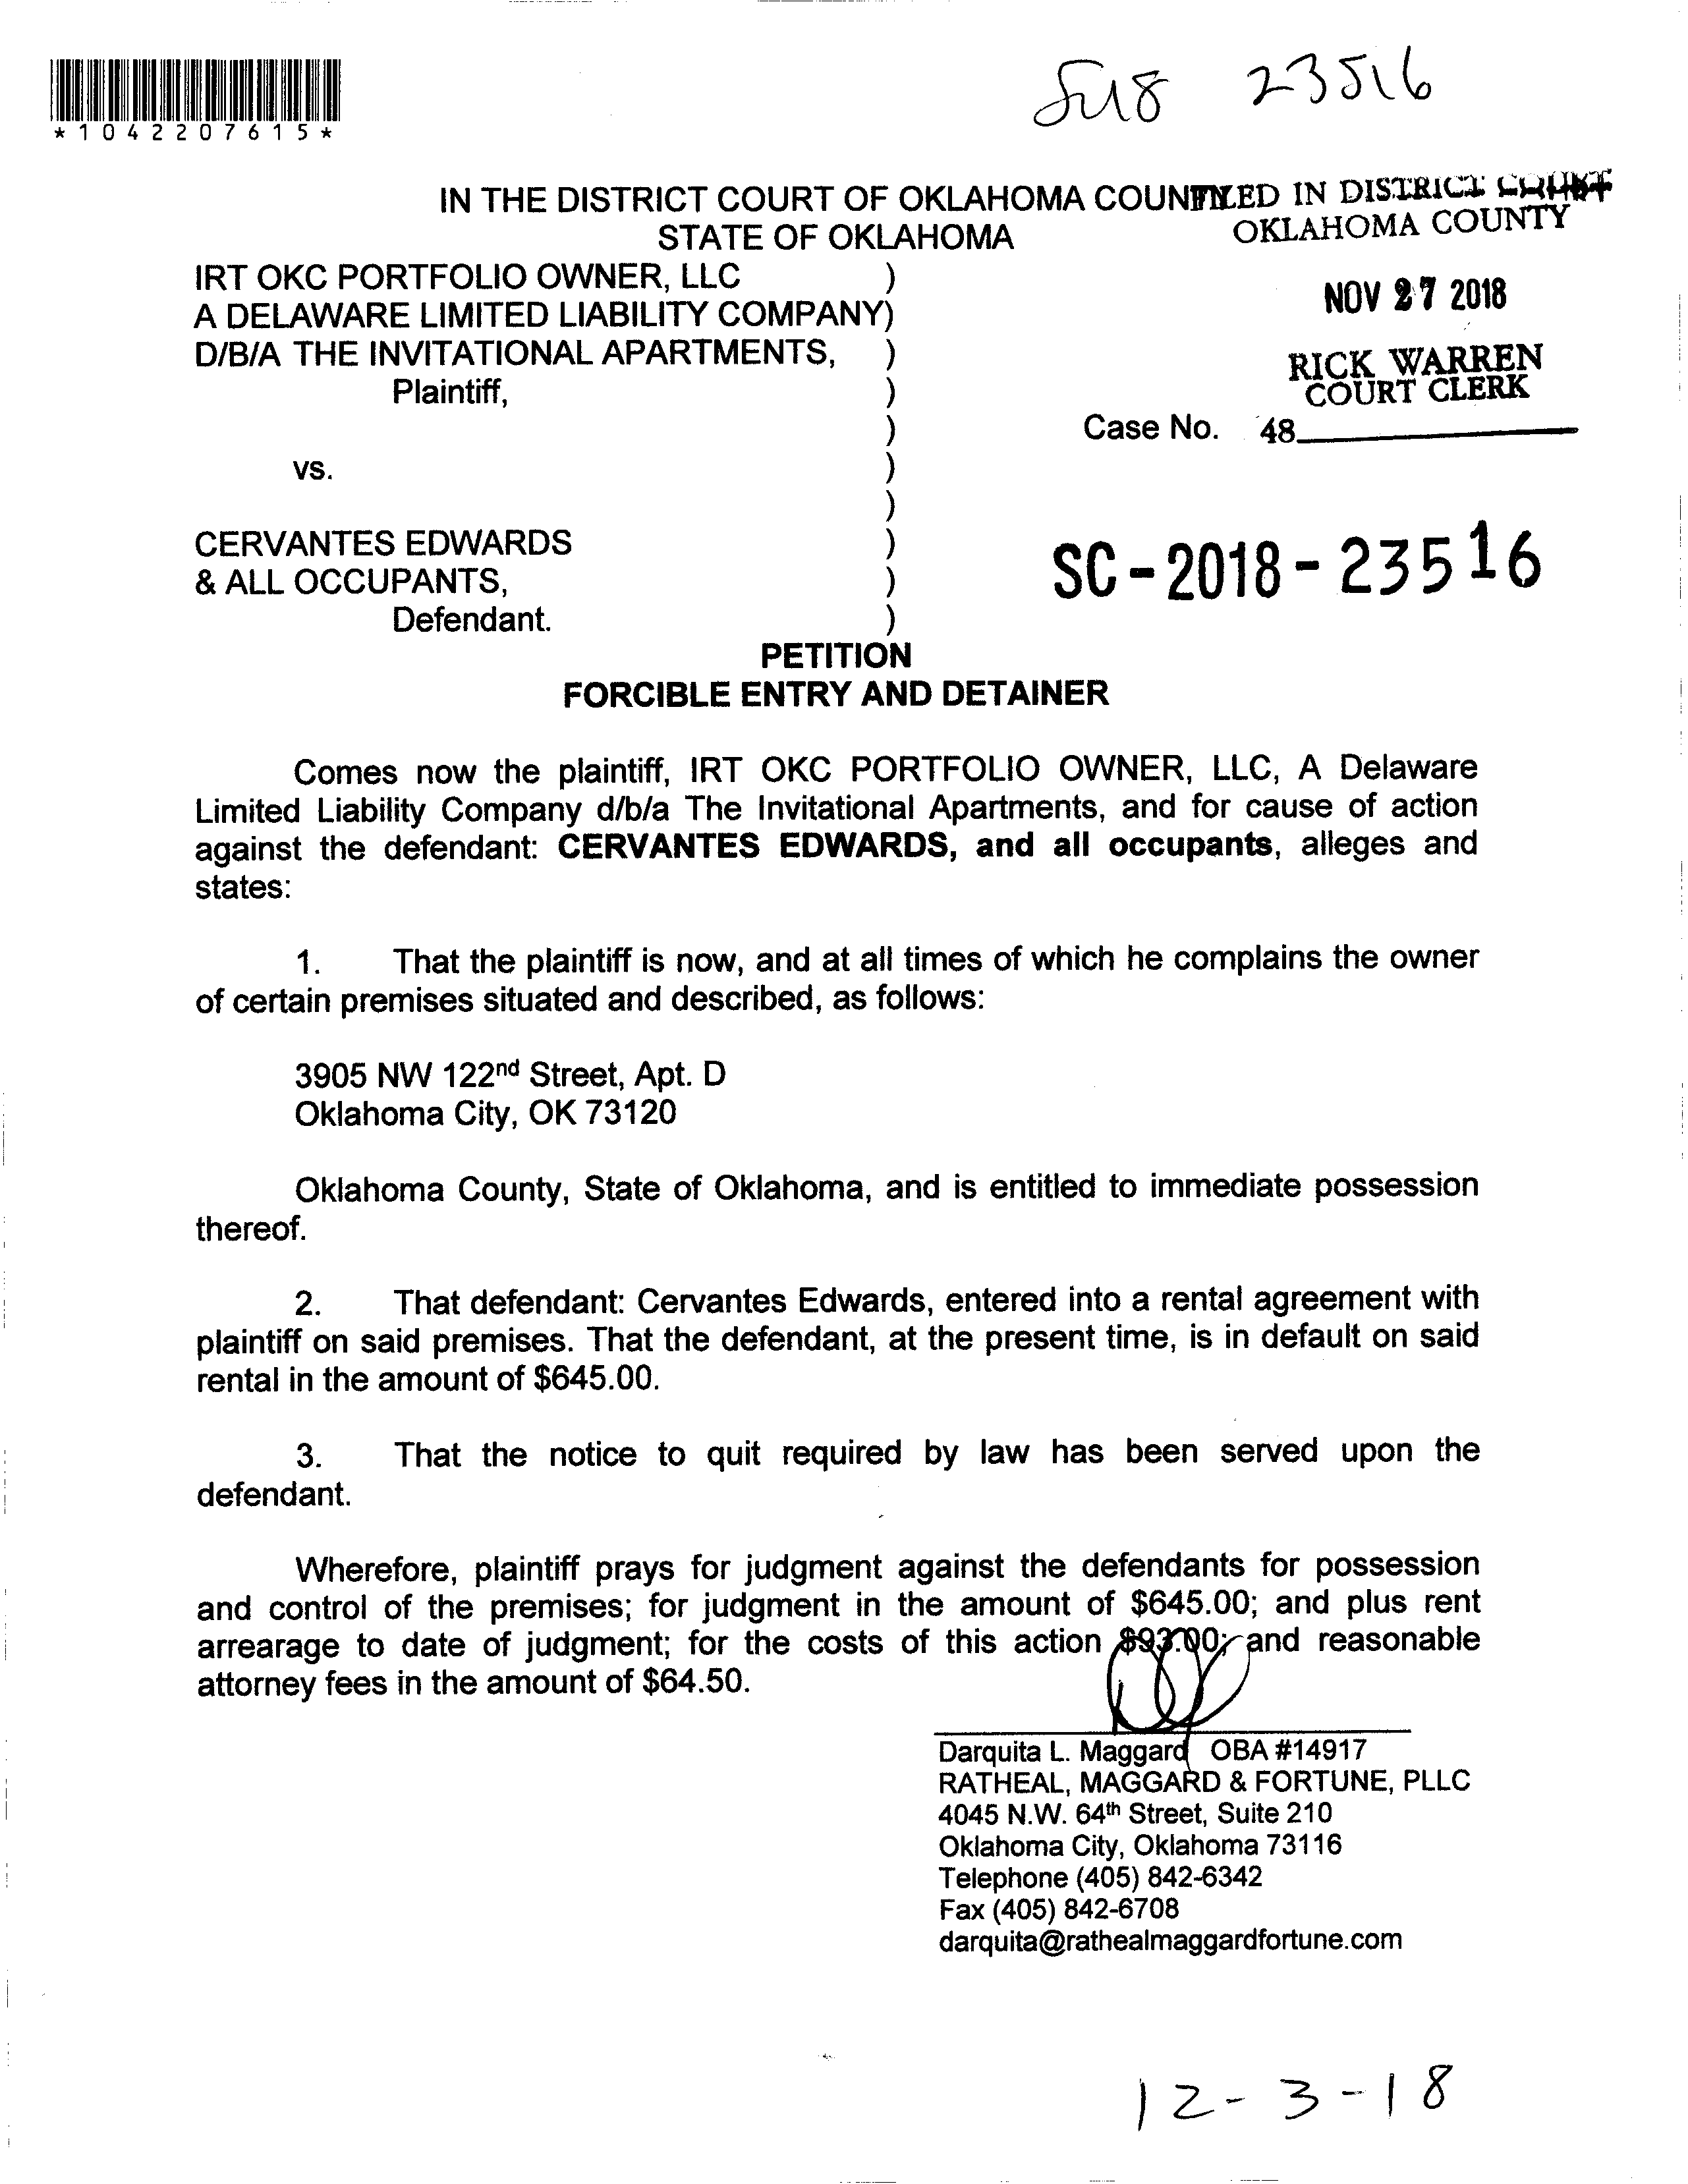 *1042207615*
23516
IN THE DISTRICT COURT OF OKLAHOMA COUNTY
FILED IN DISTRICT COURT
STATE OF OKLAHOMA
OKLAHOMA COUNTY
IRT OKC PORTFOLIO OWNER, LLC )
A DELAWARE LIMITED LIABILITY COMPANY)
NOV 27 2018
D/B/A THE INVITATIONAL APARTMENTS, )
RICK WARREN
Plaintiff, )
COURT CLERK
) Case No. 48
vs. )
)
CERVANTES EDWARDS )
& ALL OCCUPANTS, )
SC-2018-23516
Defendant. )
PETITION
FORCIBLE ENTRY AND DETAINER
Comes now the plaintiff, IRT OKC PORTFOLIO OWNER, LLC, A Delaware
Limited Liability Company d/b/a The Invitational Apartments, and for cause of action
against the defendant: CERVANTES EDWARDS, and all occupants, alleges and
states:
1. That the plaintiff is now, and at all times of which he complains the owner
of certain premises situated and described, as follows:
3905 NW 122nd Street, Apt. D
Oklahoma City, OK 73120
Oklahoma County, State of Oklahoma, and is entitled to immediate possession
thereof.
2. That defendant: Cervantes Edwards, entered into a rental agreement with
plaintiff on said premises. That the defendant, at the present time, is in default on said
rental in the amount of $645.00.
3. That the notice to quit required by law has been served upon the
defendant.
Wherefore, plaintiff prays for judgment against the defendants for possession
and control of the premises; for judgment in the amount of $645.00; and plus rent
arrearage to date of judgment; for the costs of this action $93.00; and reasonable
attorney fees in the amount of $64.50.
Darquita L. Maggard OBA #14917
RATHEAL, MAGGARD & FORTUNE, PLLC
4045 N.W. 64th Street, Suite 210
Oklahoma City, Oklahoma 73116
Telephone (405) 842-6342
Fax (405) 842-6708
darquita@rathealmaggardfortune.com
12-3-18